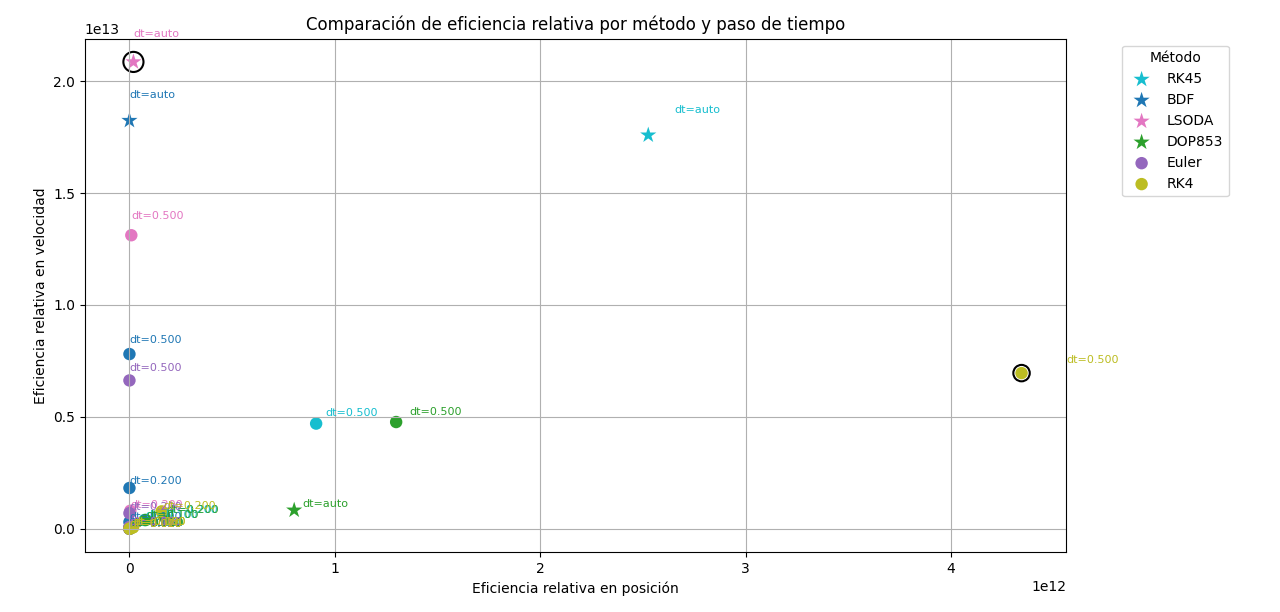 Comparación de eficiencia relativa por método y paso de tiempo
1e13
dt=auto
dt=auto
dt=auto
dt=0.500
dt=0.500
dt=0.500
dt=0.500
dt=0.500
dt=0.500
dt=0.200
dt=auto
dt=0.200
2.0
1.5
1.0
0.5
0.0
Eficiencia relativa en velocidad
0
1
2
3
4
1e12
Eficiencia relativa en posición
Método
RK45
BDF
LSODA
DOP853
Euler
RK4